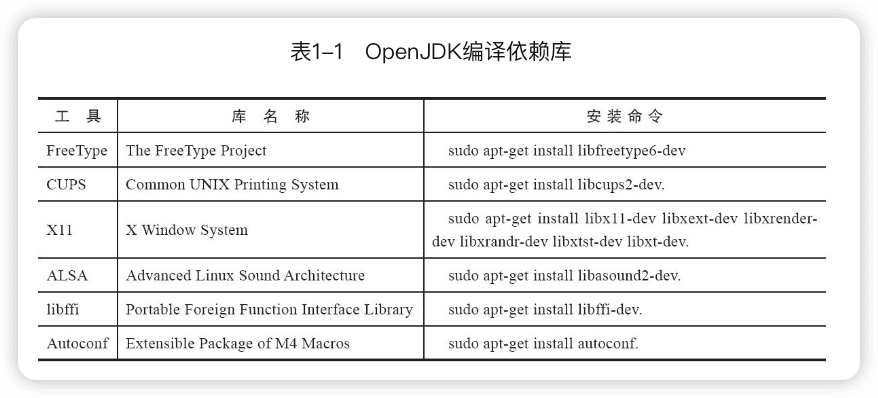 表1–1 OpenJDK编译依赖库
工 具 库 名 称 安 装 命 令
FreeType The FreeType Project sudo apt-get install libfreetype6-dev
CUPS Common UNIX Printing System sudo apt-get install libcups2-dev.
X11 X Window System sudo apt-get install libx11-dev libxext-dev libxrender-
dev libxrandr-dev libxtst-dev libxt-dev.
ALSA Advanced Linux Sound Architecture sudo apt-get install libasound2-dev.
libffi Portable Foreign Function Interface Library sudo apt-get install libffi-dev.
Autoconf Extensible Package of M4 Macros sudo apt-get install autoconf.